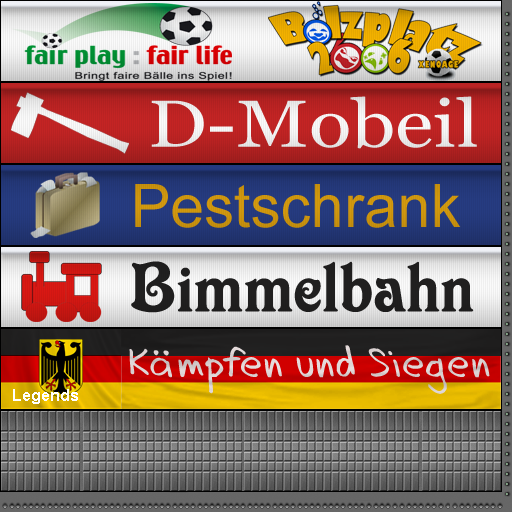 fair play : fair life
Bringt faire Bälle ins Spiel!
Bolzplatz
2006
XENOAGE
D-Mobeil
Pestschrank
Bimmelbahn
Kämpfen und Siegen
Legends